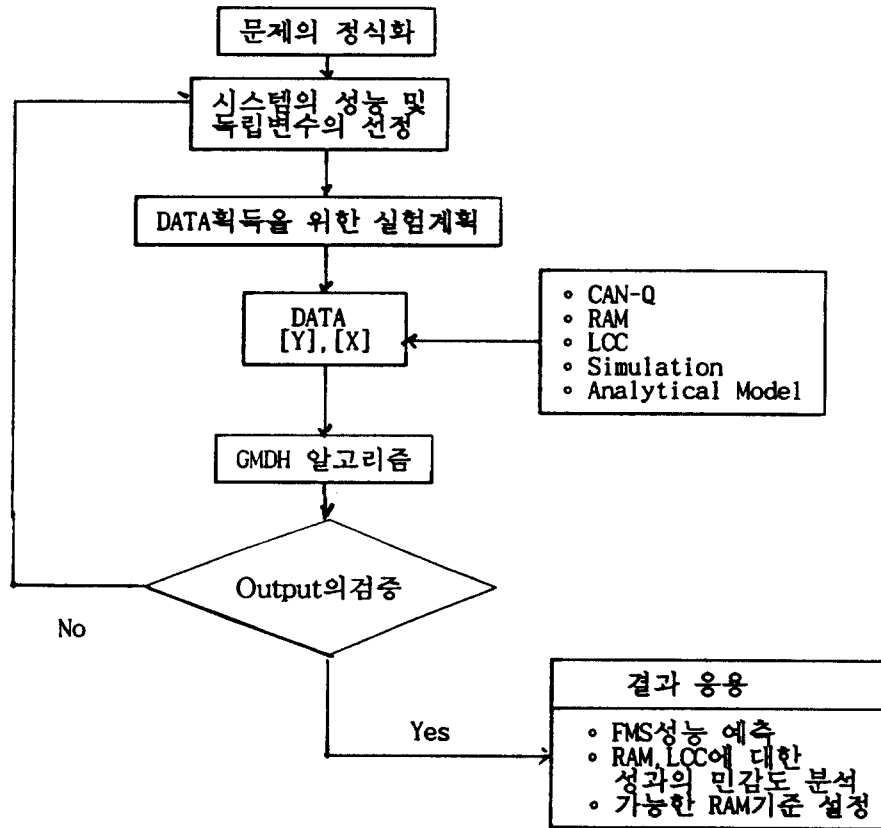 문제의 정식화
시스템의 성능 및
독립변수의 선정
DATA획득을 위한 실험계획
DATA
[Y],[X]
◦ CAN-Q
◦ RAM
◦ LCC
◦ Simulation
◦ Analytical Model
GMDH 알고리즘
Output의검증
No
Yes
결과 응용
◦ FMS성능 예측
◦ RAM,LCC에 대한
성과의 민감도 분석
◦ 가능한 RAM기준 설정